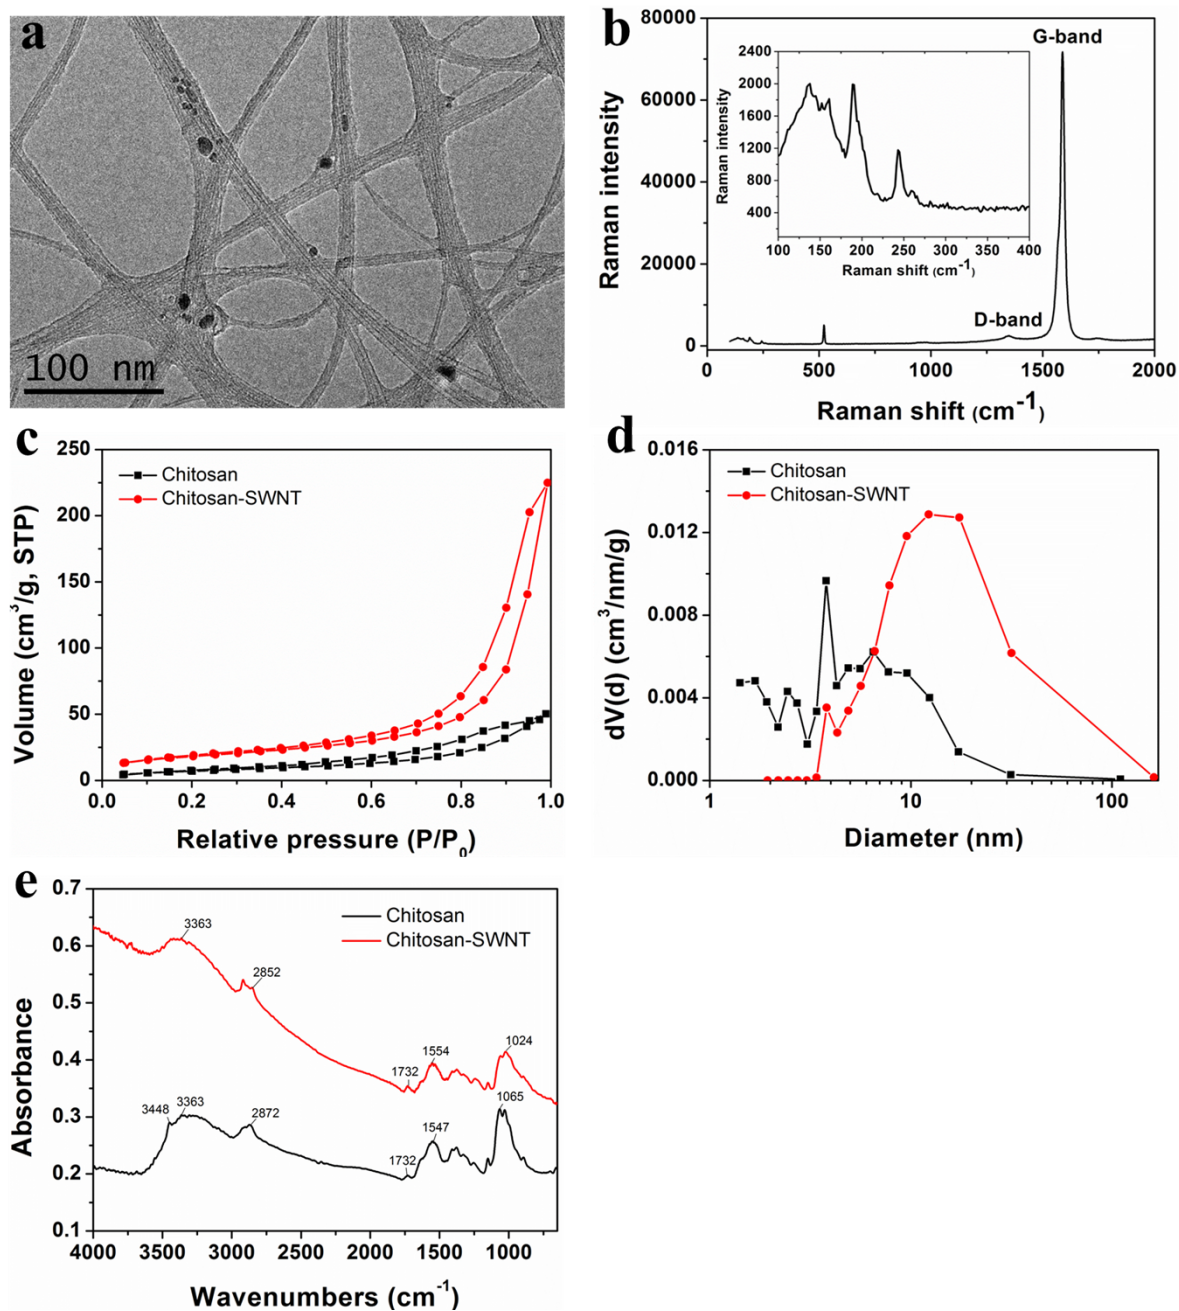 a
100 nm
b
80000
60000
40000
20000
0
Raman intensity
G-band
D-band
0 500 1000 1500 2000
Raman shift (cm⁻¹)
2400
2000
1600
1200
800
400
Raman intensity
100 150 200 250 300 350 400
Raman shift (cm⁻¹)
c
250
200
150
100
50
0
Volume (cm³/g, STP)
Chitosan
Chitosan-SWNT
0.0 0.2 0.4 0.6 0.8 1.0
Relative pressure (P/P₀)
d
0.016
0.012
0.008
0.004
0.000
dV(d) (cm³/nm/g)
Chitosan
Chitosan-SWNT
1 10 100
Diameter (nm)
e
0.7
0.6
0.5
0.4
0.3
0.2
0.1
Absorbance
Chitosan
Chitosan-SWNT
3363
2852
1732
1554
1024
3448
3363
2872
1732
1547
1065
4000 3500 3000 2500 2000 1500 1000
Wavenumbers (cm⁻¹)